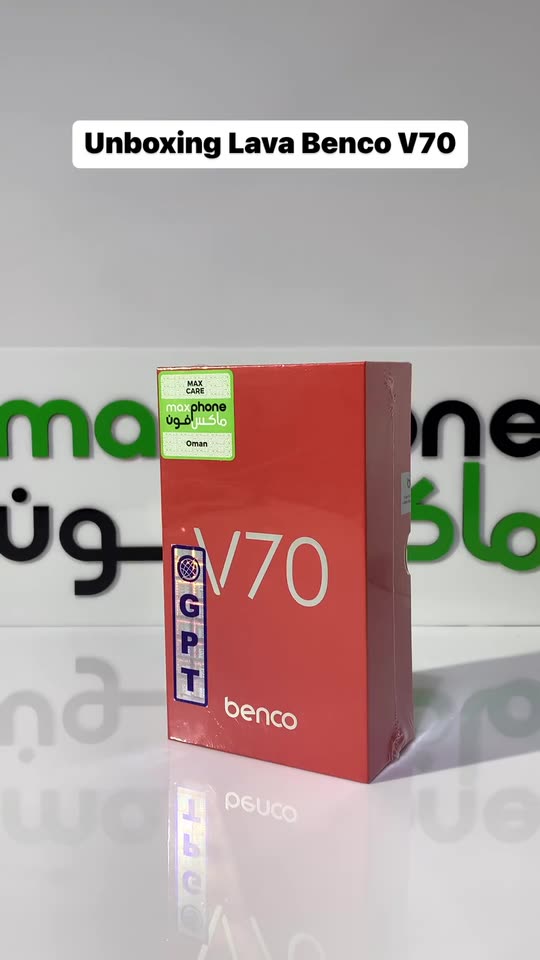 Unboxing Lava Benco V70
MAX
CARE
maxphone
ماكس فون
Oman
V70
GPT
benco